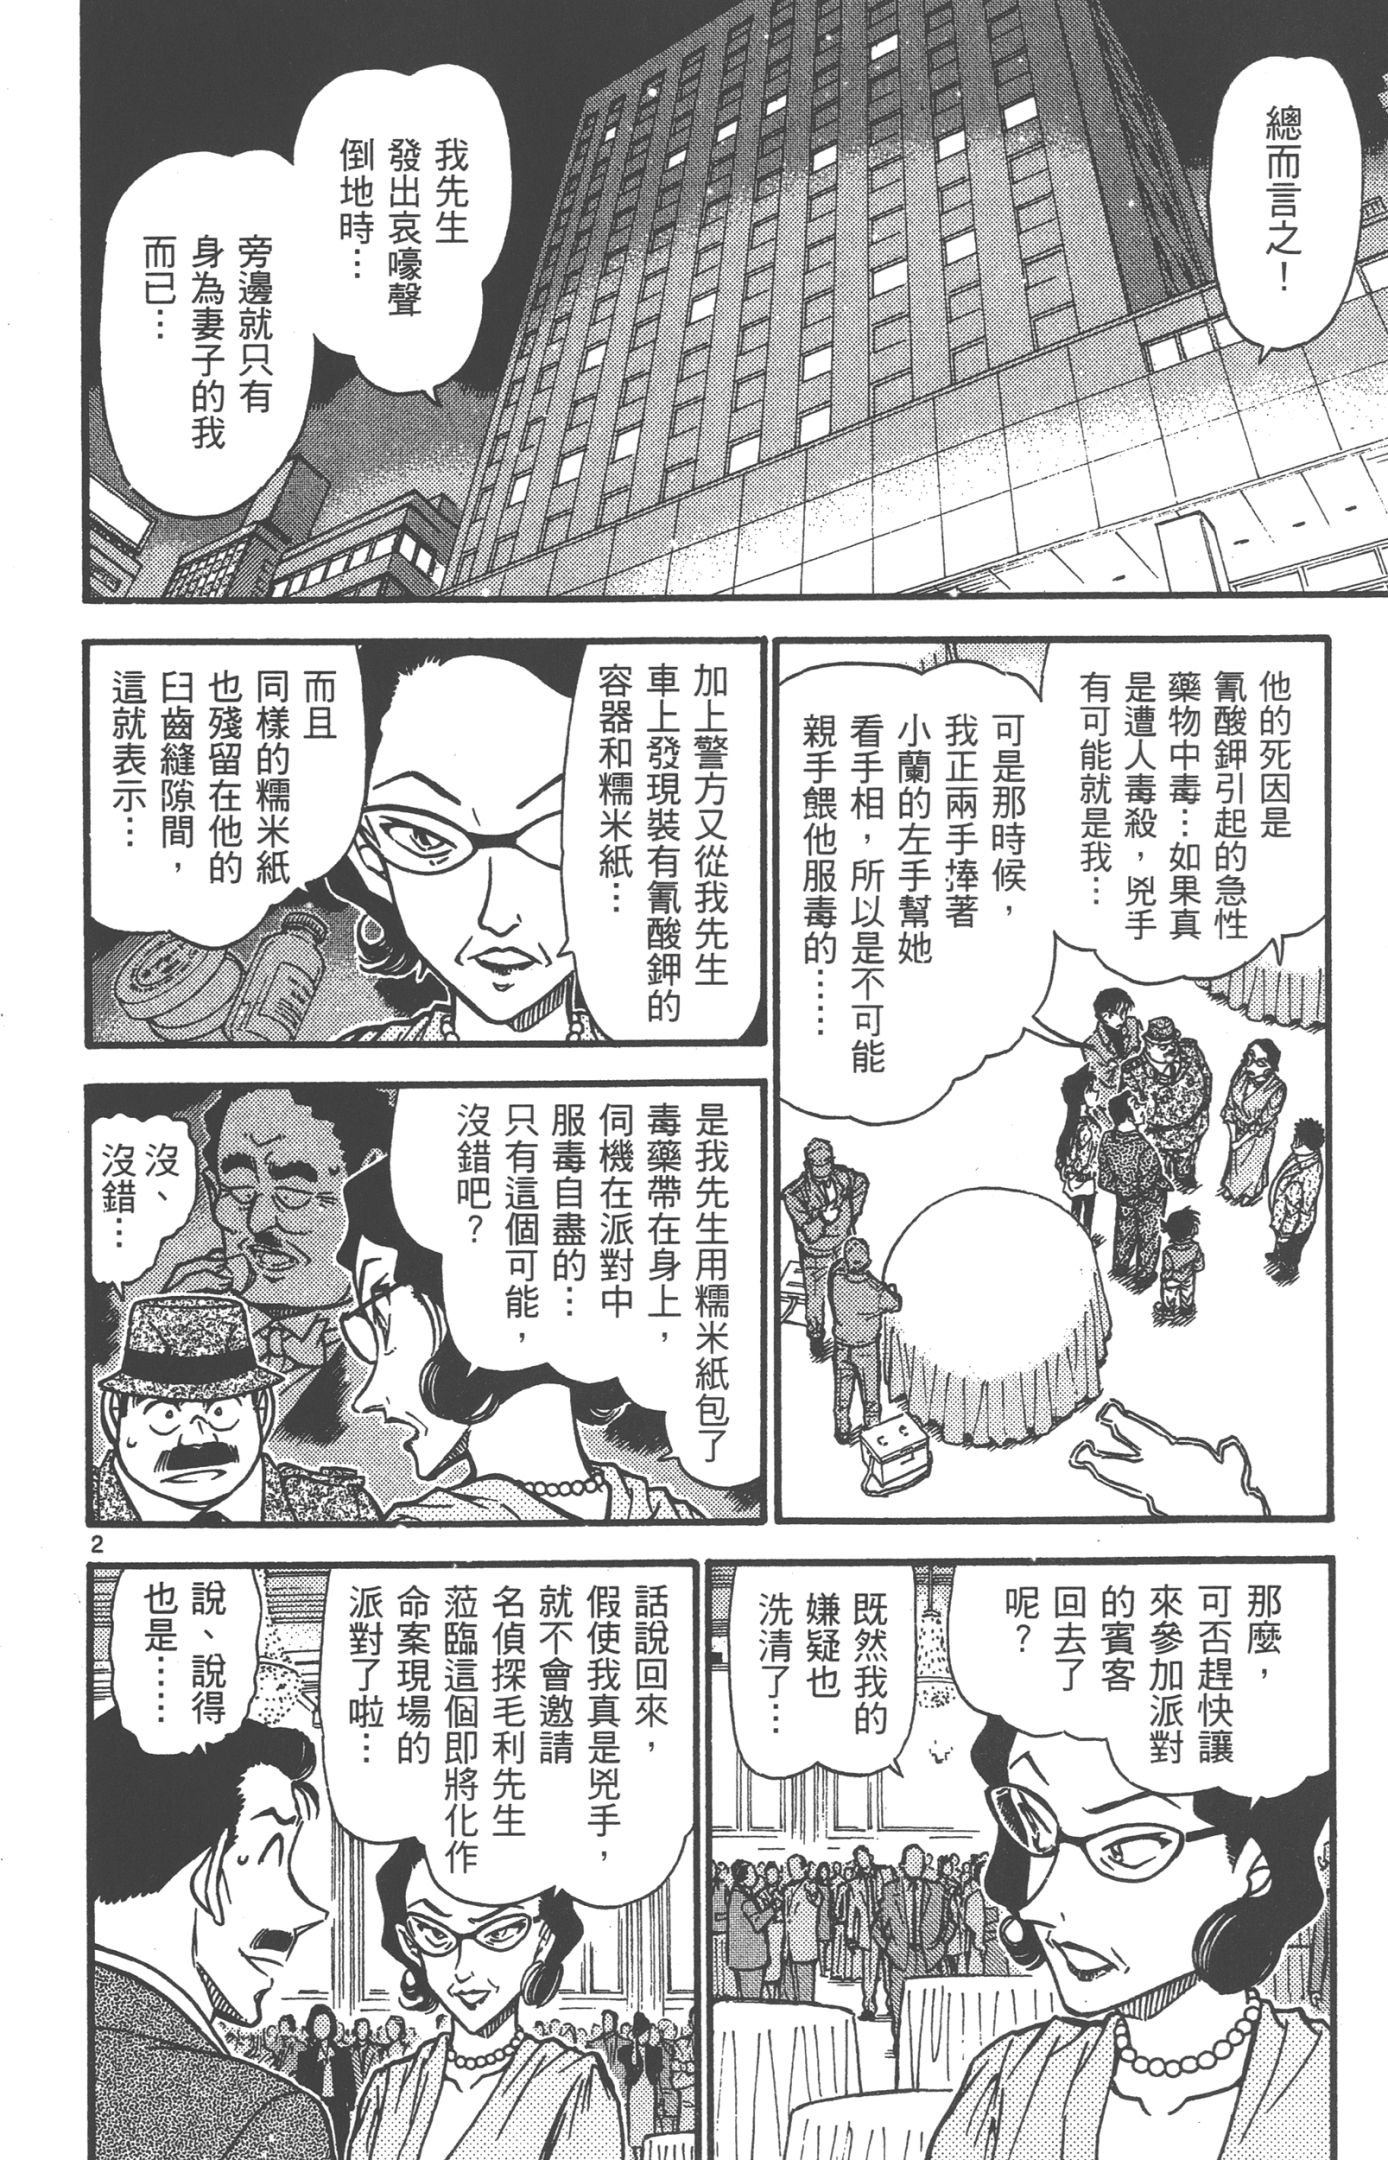 總而言之！
我先生
發出哀嚎聲
倒地時…
旁邊就只有
身為妻子的我
而已…
他的死因是
氰酸鉀引起的急性
藥物中毒…如果真
是遭人毒殺，兇手
有可能就是我…
可是那時候，
我正兩手捧著
小蘭的左手幫她
看手相，所以是不可能
親手餵他服毒的……
加上警方又從我先生
車上發現裝有氰酸鉀的
容器和糯米紙…
而且
同樣的糯米紙
也殘留在他的
臼齒縫隙間，
這就表示…
是我先生用糯米紙包了
毒藥帶在身上，
伺機在派對中
服毒自盡的…
只有這個可能，
沒錯吧？
沒、
沒錯…
2
那麼，
可否趕快讓
來參加派對
的賓客
回去了
呢？
既然我的
嫌疑也
洗清了…
話說回來，
假使我真是兇手，
就不會邀請
名偵探毛利先生
蒞臨這個即將化作
命案現場的
派對了啦…
說、說得
也是……